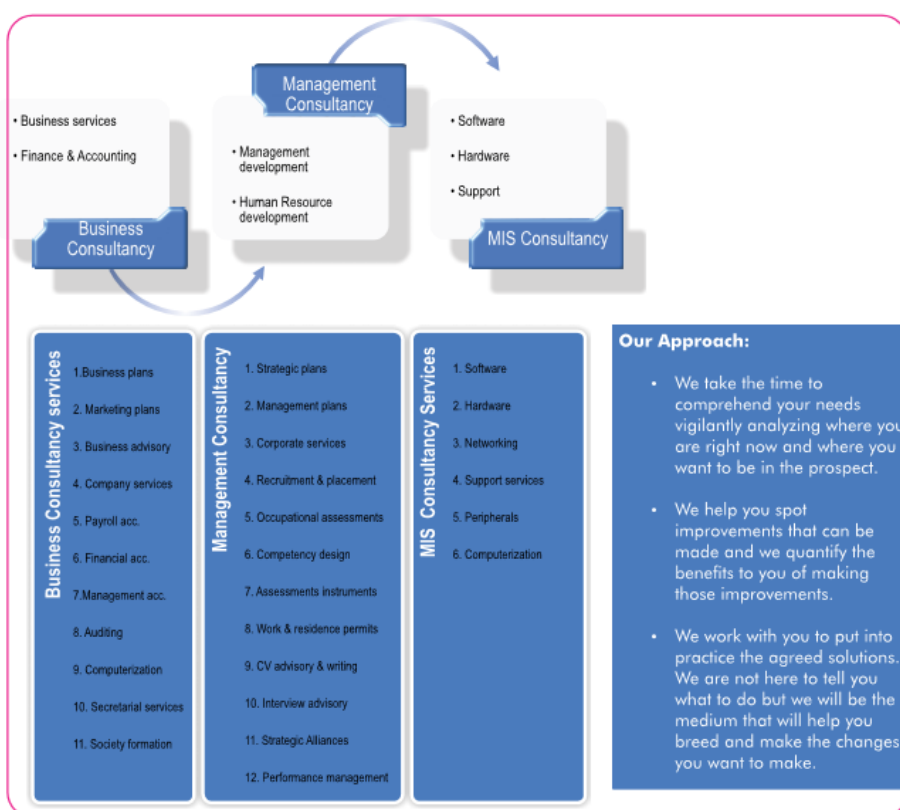 • Business services
• Finance & Accounting
Business
Consultancy
Management
Consultancy
• Management
development
• Human Resource
development
• Software
• Hardware
• Support
MIS Consultancy
Business Consultancy services
1.Business plans
2. Marketing plans
3. Business advisory
4. Company services
5. Payroll acc.
6. Financial acc.
7.Management acc.
8. Auditing
9. Computerization
10. Secretarial services
11. Society formation
Management Consultancy
1. Strategic plans
2. Management plans
3. Corporate services
4. Recruitment & placement
5. Occupational assessments
6. Competency design
7. Assessments instruments
8. Work & residence permits
9. CV advisory & writing
10. Interview advisory
11. Strategic Alliances
12. Performance management
MIS Consultancy Services
1. Software
2. Hardware
3. Networking
4. Support services
5. Peripherals
6. Computerization
Our Approach:
• We take the time to
comprehend your needs
vigilantly analyzing where you
are right now and where you
want to be in the prospect.
• We help you spot
improvements that can be
made and we quantify the
benefits to you of making
those improvements.
• We work with you to put into
practice the agreed solutions.
We are not here to tell you
what to do but we will be the
medium that will help you
breed and make the changes
you want to make.